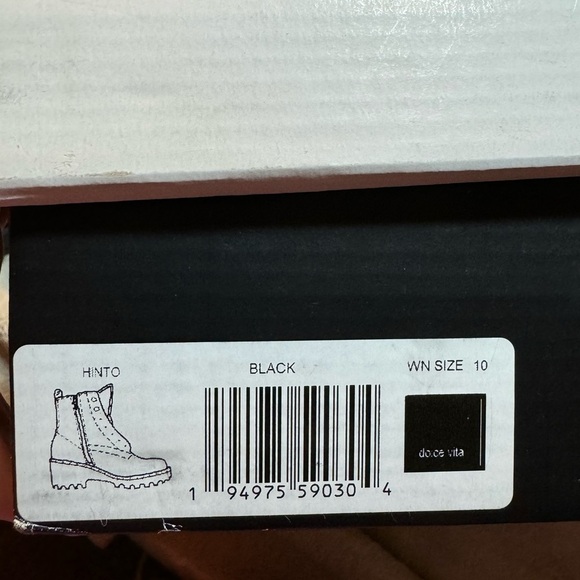 HINTO
BLACK
WN SIZE 10
dolce vita
1 94975 59030 4